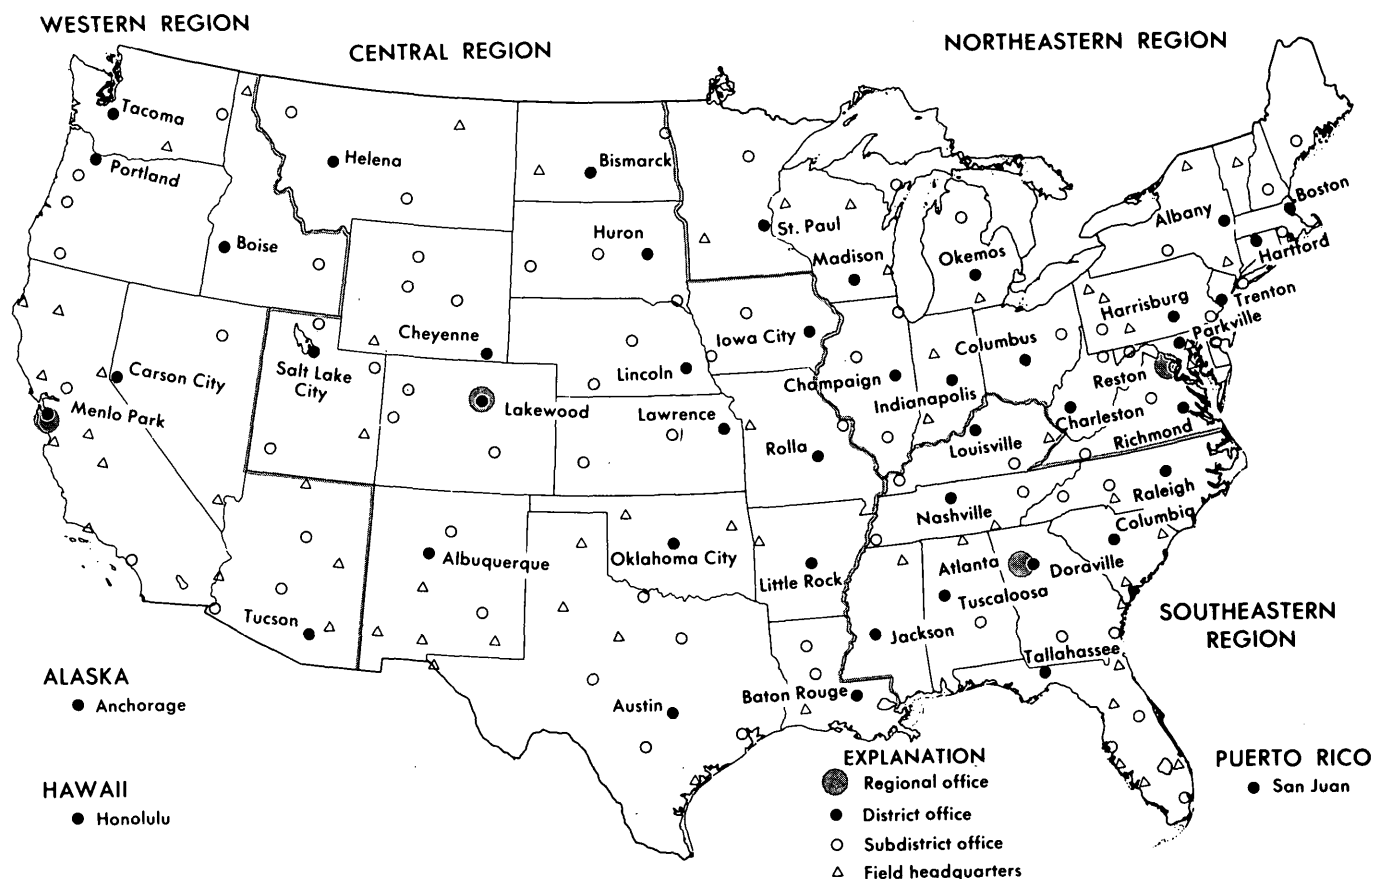 WESTERN REGION
CENTRAL REGION
NORTHEASTERN REGION
Tacoma
Portland
Helena
Bismarck
Boise
Huron
St. Paul
Madison
Okemos
Albany
Boston
Hartford
Harrisburg
Trenton
Parkville
Cheyenne
Iowa City
Columbus
Salt Lake
City
Carson City
Lincoln
Champaign
Indianapolis
Reston
Menlo Park
Lakewood
Lawrence
Charleston
Richmond
Rolla
Louisville
Raleigh
Nashville
Columbia
Albuquerque
Oklahoma City
Little Rock
Atlanta
Doraville
Tuscaloosa
Tucson
Jackson
SOUTHEASTERN
REGION
Tallahassee
ALASKA
Anchorage
Austin
Baton Rouge
HAWAII
Honolulu
EXPLANATION
Regional office
District office
Subdistrict office
Field headquarters
PUERTO RICO
San Juan